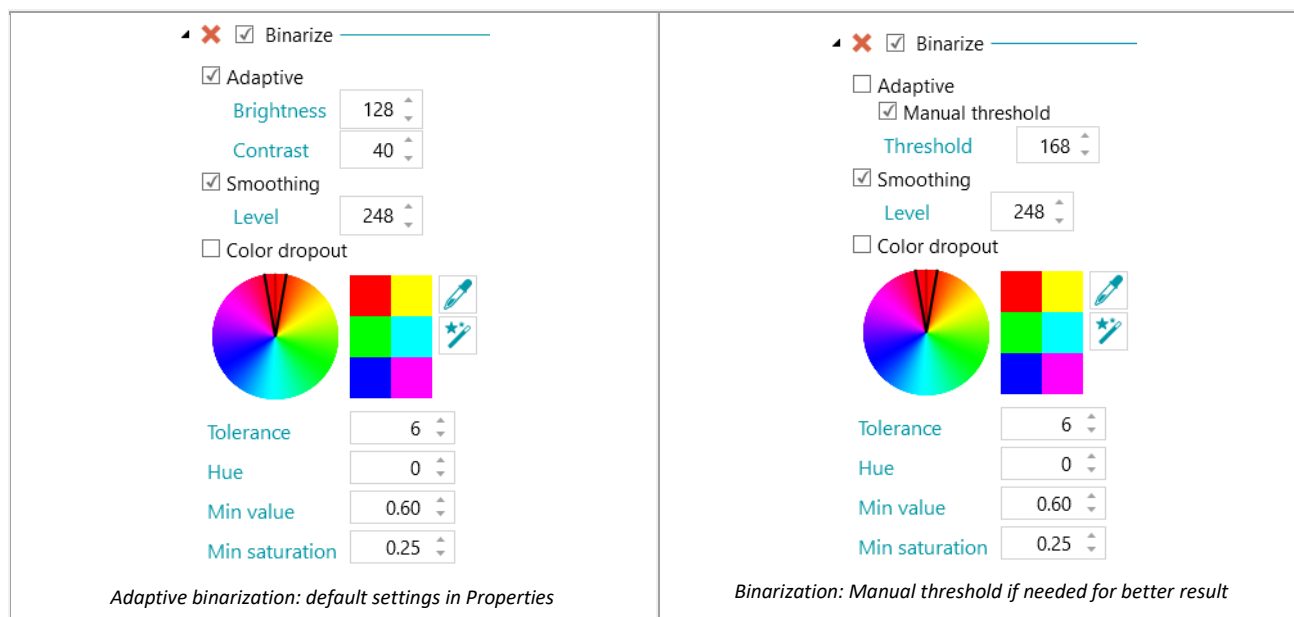 Binarize
Adaptive
Brightness 128
Contrast 40
Smoothing
Level 248
Color dropout
Tolerance 6
Hue 0
Min value 0.60
Min saturation 0.25
Adaptive binarization: default settings in Properties
Binarize
Adaptive
Manual threshold
Threshold 168
Smoothing
Level 248
Color dropout
Tolerance 6
Hue 0
Min value 0.60
Min saturation 0.25
Binarization: Manual threshold if needed for better result